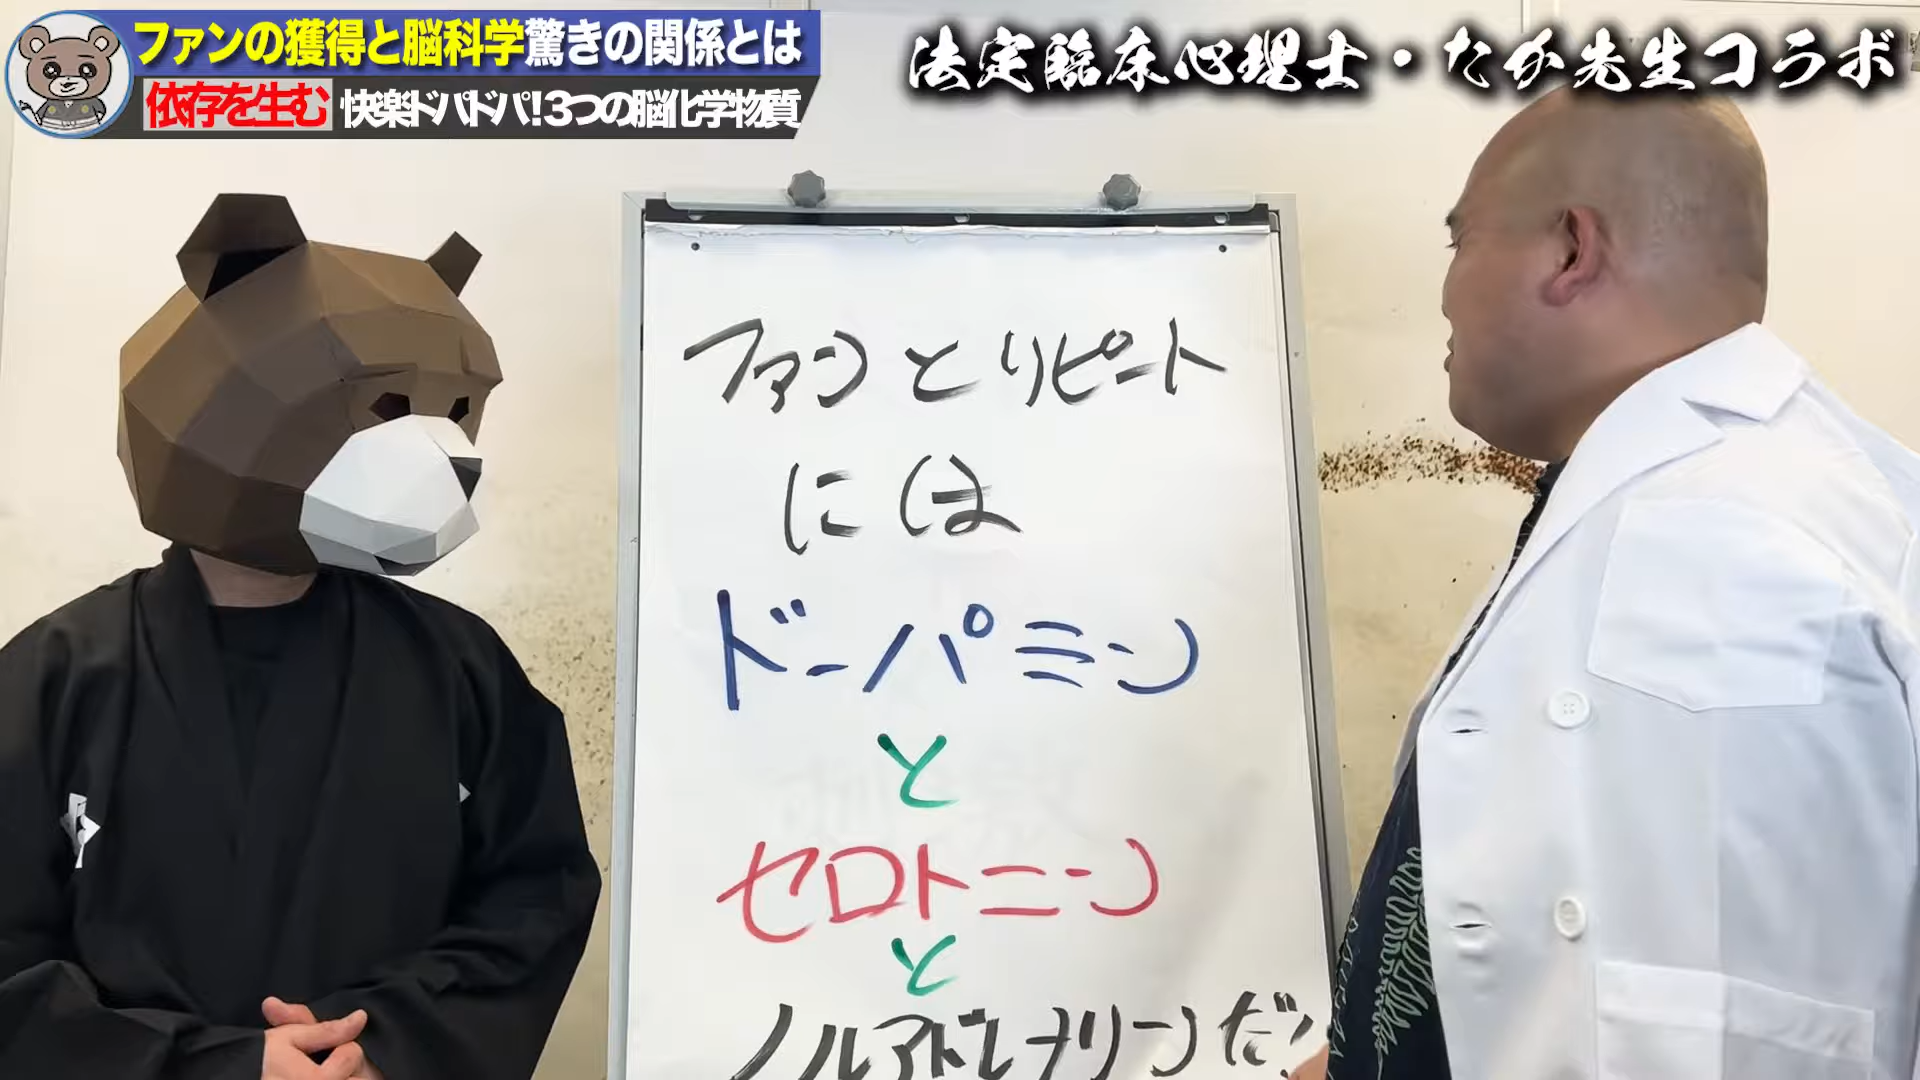 ファンの獲得と脳科学驚きの関係とは
依存を生む 快楽ドパドパ!3つの脳化学物質
法定臨床心理士・たか先生コラボ
ファンとリピート
には
ドーパミン
と
セロトニン
と
ノルアドレナリンだ!